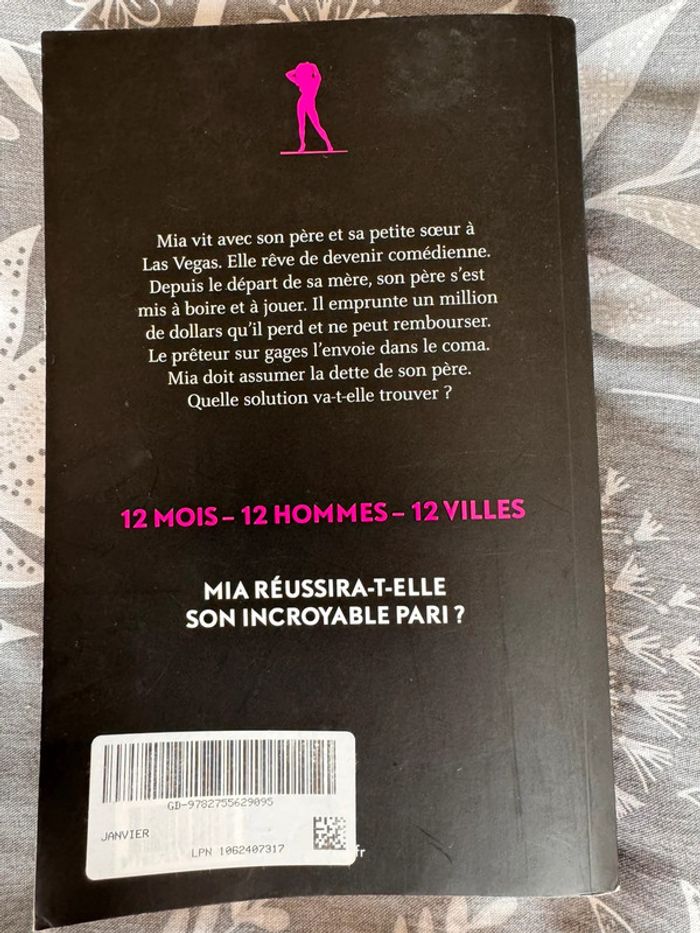 Mia vit avec son père et sa petite sœur à
Las Vegas. Elle rêve de devenir comédienne.
Depuis le départ de sa mère, son père s'est
mis à boire et à jouer. Il emprunte un million
de dollars qu'il perd et ne peut rembourser.
Le prêteur sur gages l'envoie dans le coma.
Mia doit assumer la dette de son père.
Quelle solution va-t-elle trouver ?
12 MOIS – 12 HOMMES – 12 VILLES
MIA RÉUSSIRA-T-ELLE
SON INCROYABLE PARI ?
GD-9782755629095
JANVIER
LPN 1062407317
.fr